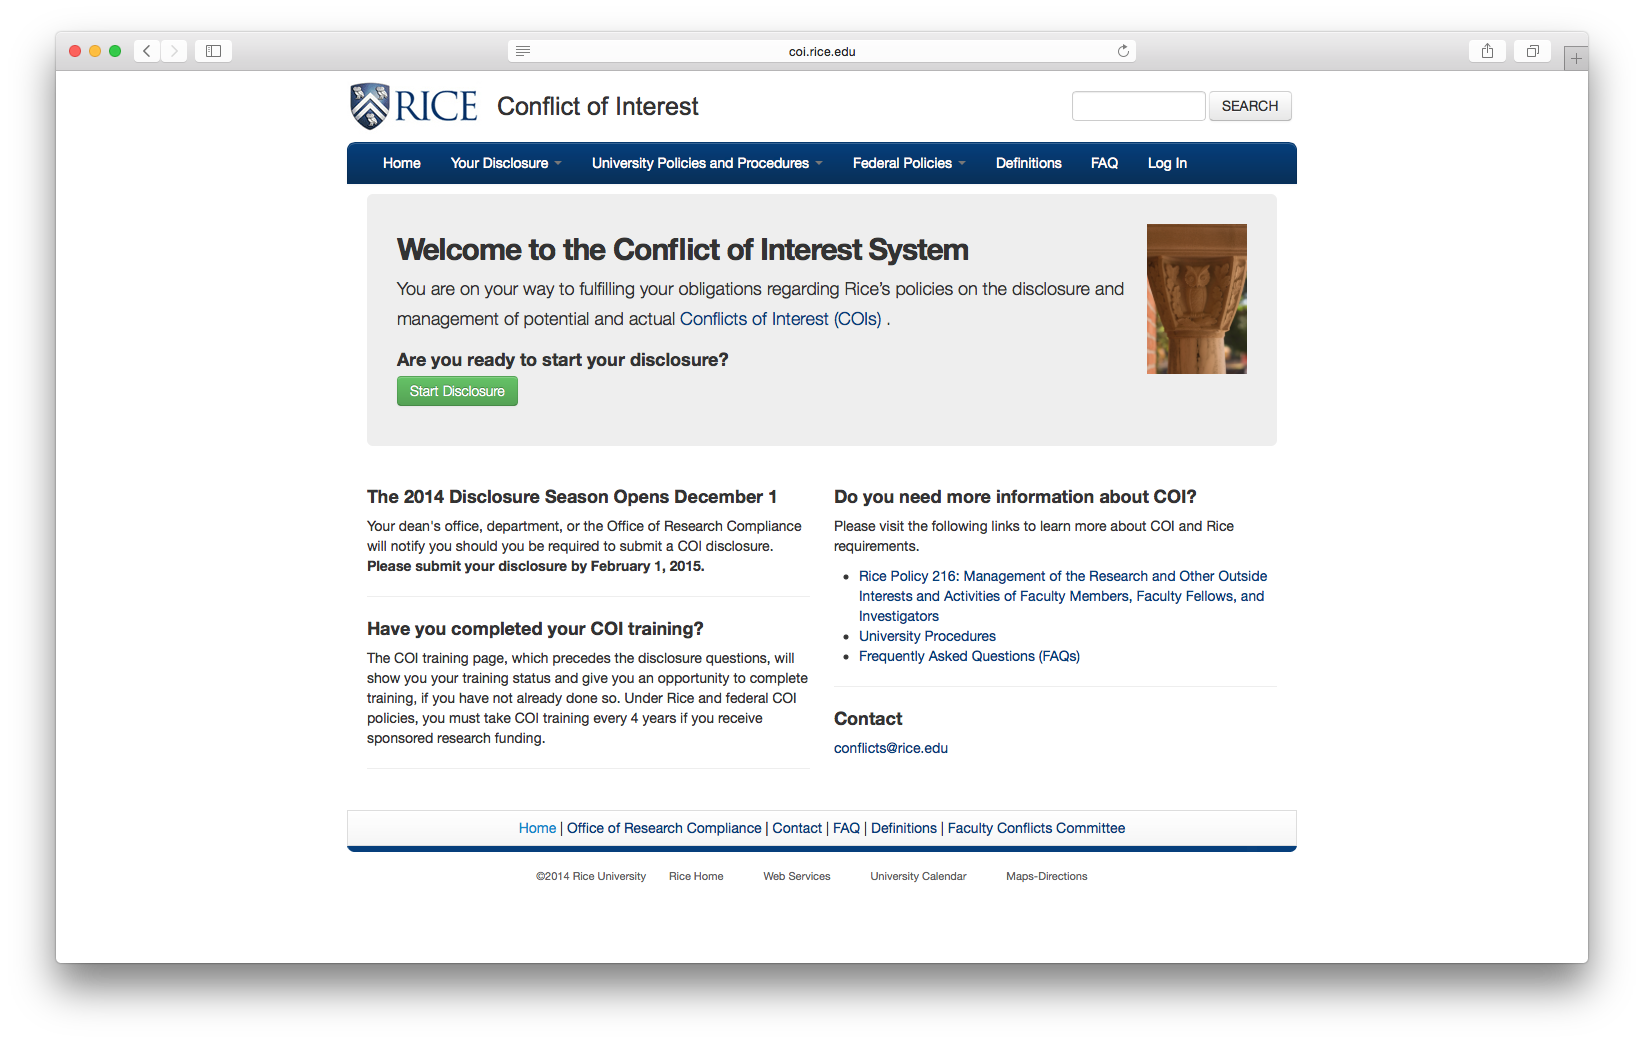 coi.rice.edu
RICE Conflict of Interest
SEARCH
Home Your Disclosure University Policies and Procedures Federal Policies Definitions FAQ Log In
Welcome to the Conflict of Interest System
You are on your way to fulfilling your obligations regarding Rice's policies on the disclosure and
management of potential and actual Conflicts of Interest (COIs) .
Are you ready to start your disclosure?
Start Disclosure
The 2014 Disclosure Season Opens December 1
Your dean's office, department, or the Office of Research Compliance
will notify you should you be required to submit a COI disclosure.
Please submit your disclosure by February 1, 2015.
Have you completed your COI training?
The COI training page, which precedes the disclosure questions, will
show you your training status and give you an opportunity to complete
training, if you have not already done so. Under Rice and federal COI
policies, you must take COI training every 4 years if you receive
sponsored research funding.
Do you need more information about COI?
Please visit the following links to learn more about COI and Rice
requirements.
• Rice Policy 216: Management of the Research and Other Outside
Interests and Activities of Faculty Members, Faculty Fellows, and
Investigators
• University Procedures
• Frequently Asked Questions (FAQs)
Contact
conflicts@rice.edu
Home | Office of Research Compliance | Contact | FAQ | Definitions | Faculty Conflicts Committee
©2014 Rice University Rice Home Web Services University Calendar Maps-Directions